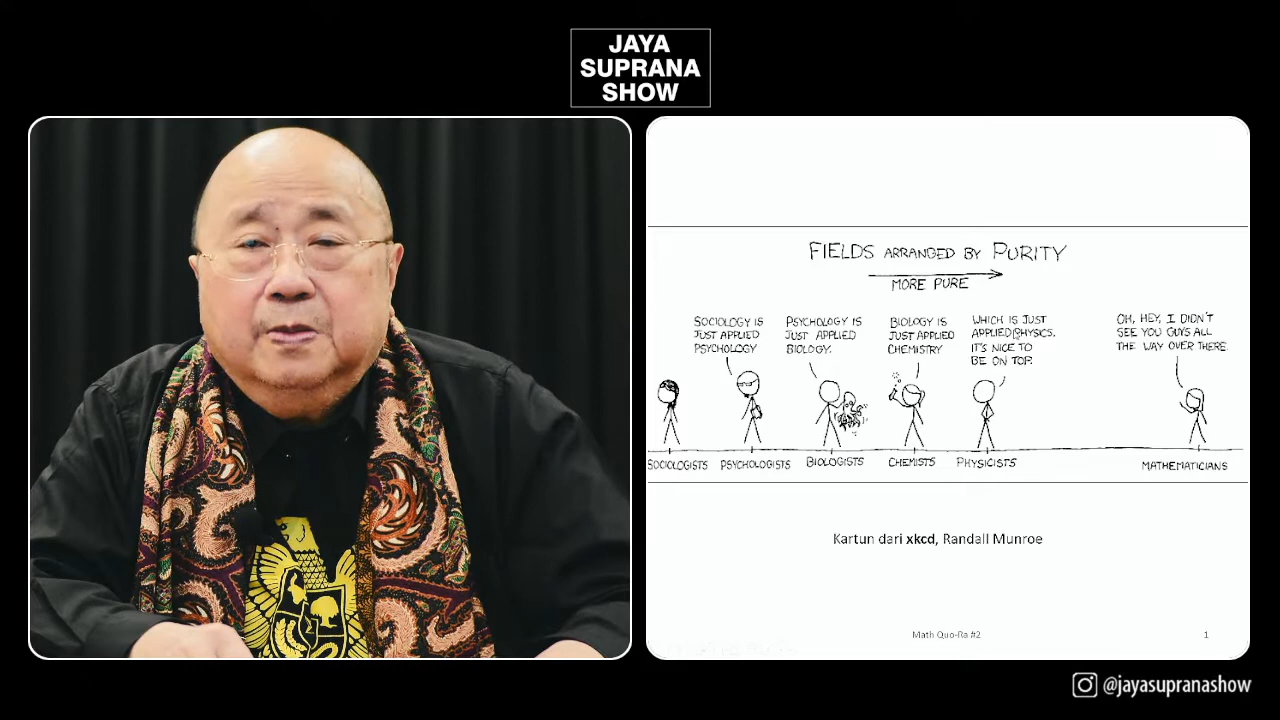 JAYA
SUPRANA
SHOW
FIELDS ARRANGED BY PURITY
MORE PURE
SOCIOLOGY IS
JUST APPLIED
PSYCHOLOGY
PSYCHOLOGY IS
JUST APPLIED
BIOLOGY.
BIOLOGY IS
JUST APPLIED
CHEMISTRY
WHICH IS JUST
APPLIED PHYSICS.
IT'S NICE TO
BE ON TOP.
OH, HEY, I DIDN'T
SEE YOU GUYS ALL
THE WAY OVER THERE.
SOCIOLOGISTS
PSYCHOLOGISTS
BIOLOGISTS
CHEMISTS
PHYSICISTS
MATHEMATICIANS
Kartun dari xkcd, Randall Munroe
Math Quo-Ra #2
1
@jayasupranashow